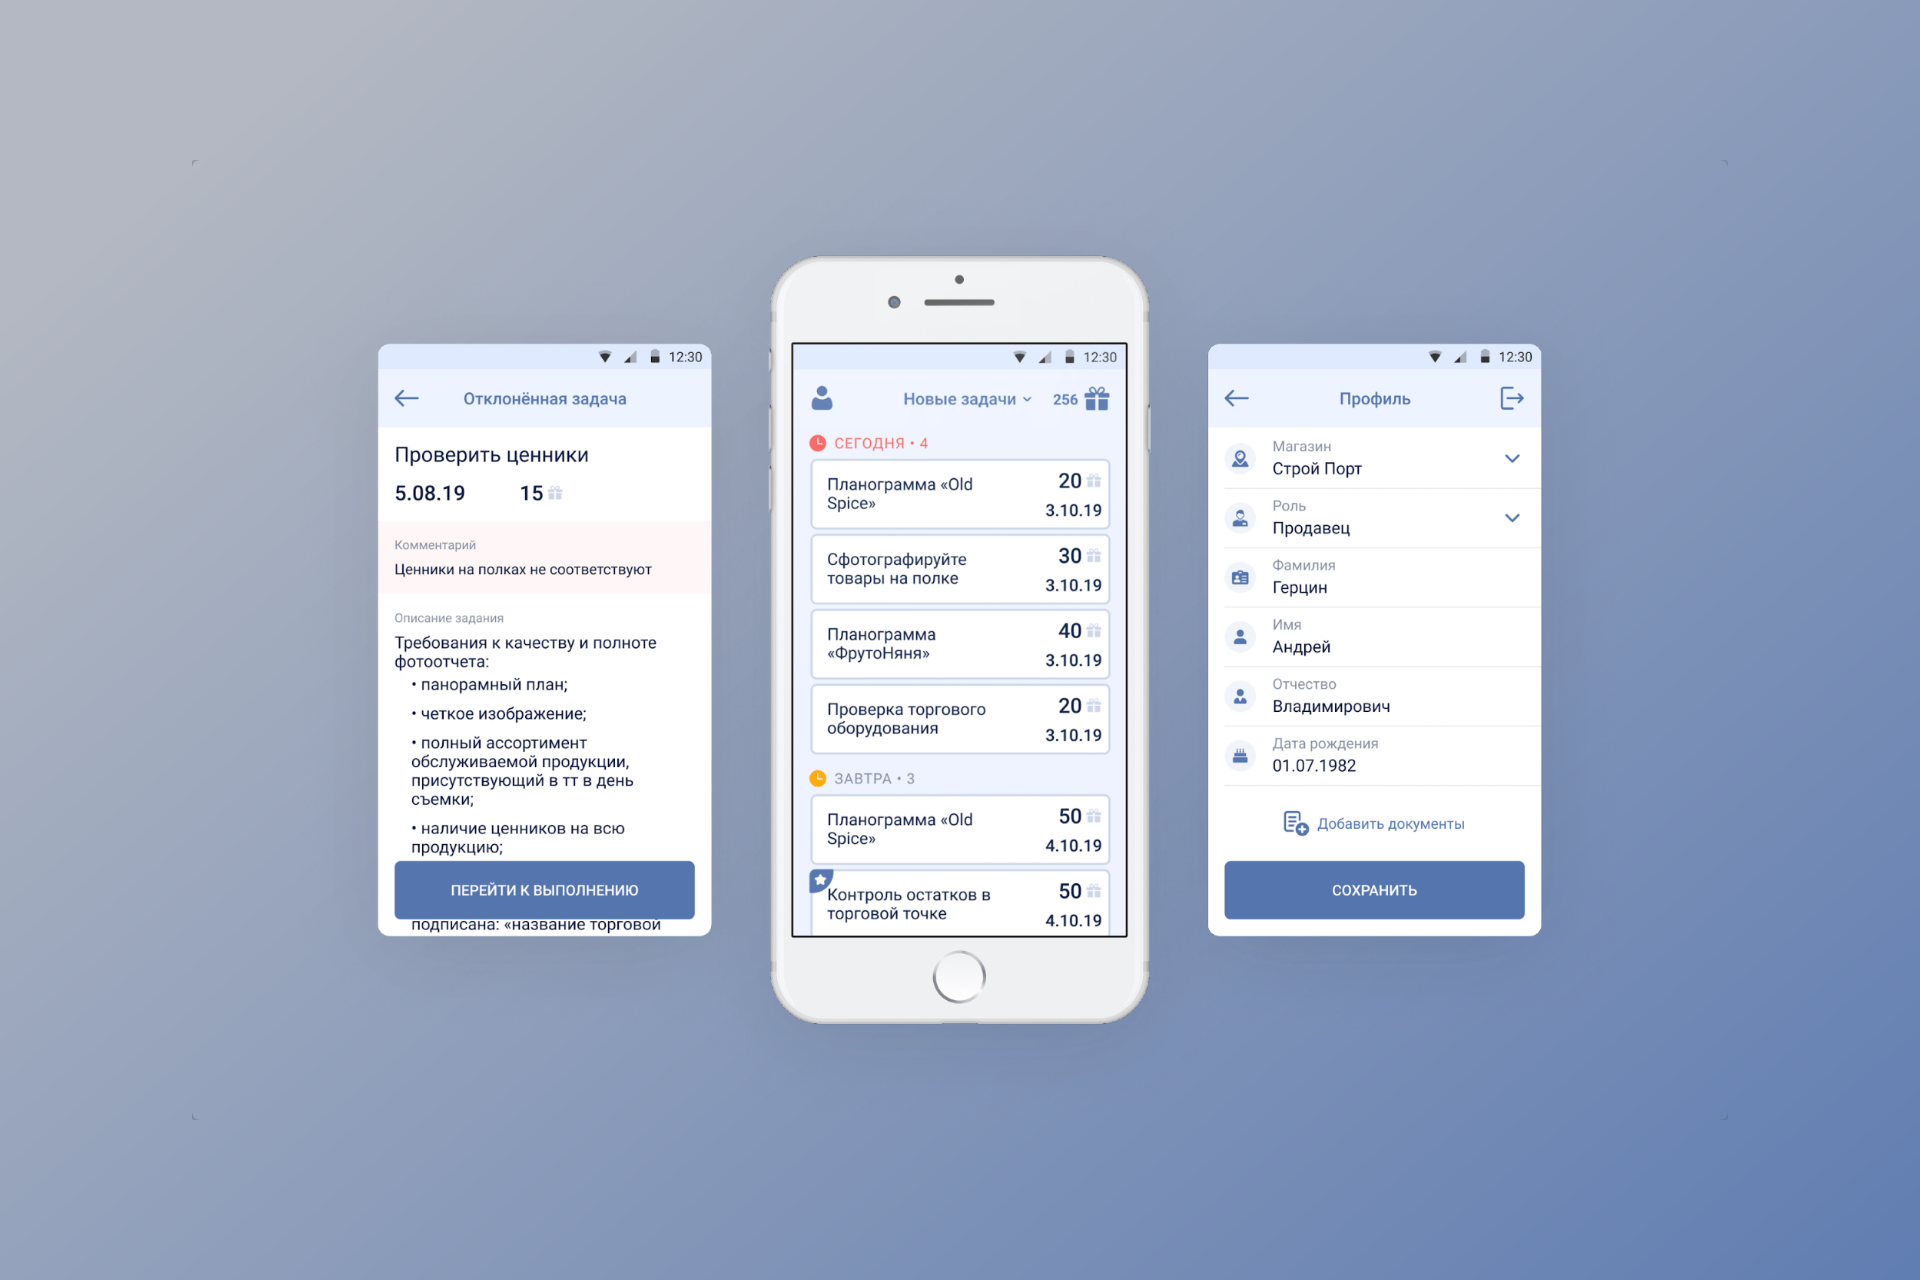 12:30
Отклонённая задача
Проверить ценники
5.08.19 15
Комментарий
Ценники на полках не соответствуют
Описание задания
Требования к качеству и полноте
фотоотчета:
• панорамный план;
• четкое изображение;
• полный ассортимент
обслуживаемой продукции,
присутствующий в тт в день
съемки;
• наличие ценников на всю
продукцию;
ПЕРЕЙТИ К ВЫПОЛНЕНИЮ
подписана: «название торговой
12:30
Новые задачи 256
СЕГОДНЯ • 4
Планограмма «Old
Spice»
20
3.10.19
Сфотографируйте
товары на полке
30
3.10.19
Планограмма
«ФрутоНяня»
40
3.10.19
Проверка торгового
оборудования
20
3.10.19
ЗАВТРА • 3
Планограмма «Old
Spice»
50
4.10.19
Контроль остатков в
торговой точке
50
4.10.19
12:30
Профиль
Магазин
Строй Порт
Роль
Продавец
Фамилия
Герцин
Имя
Андрей
Отчество
Владимирович
Дата рождения
01.07.1982
Добавить документы
СОХРАНИТЬ